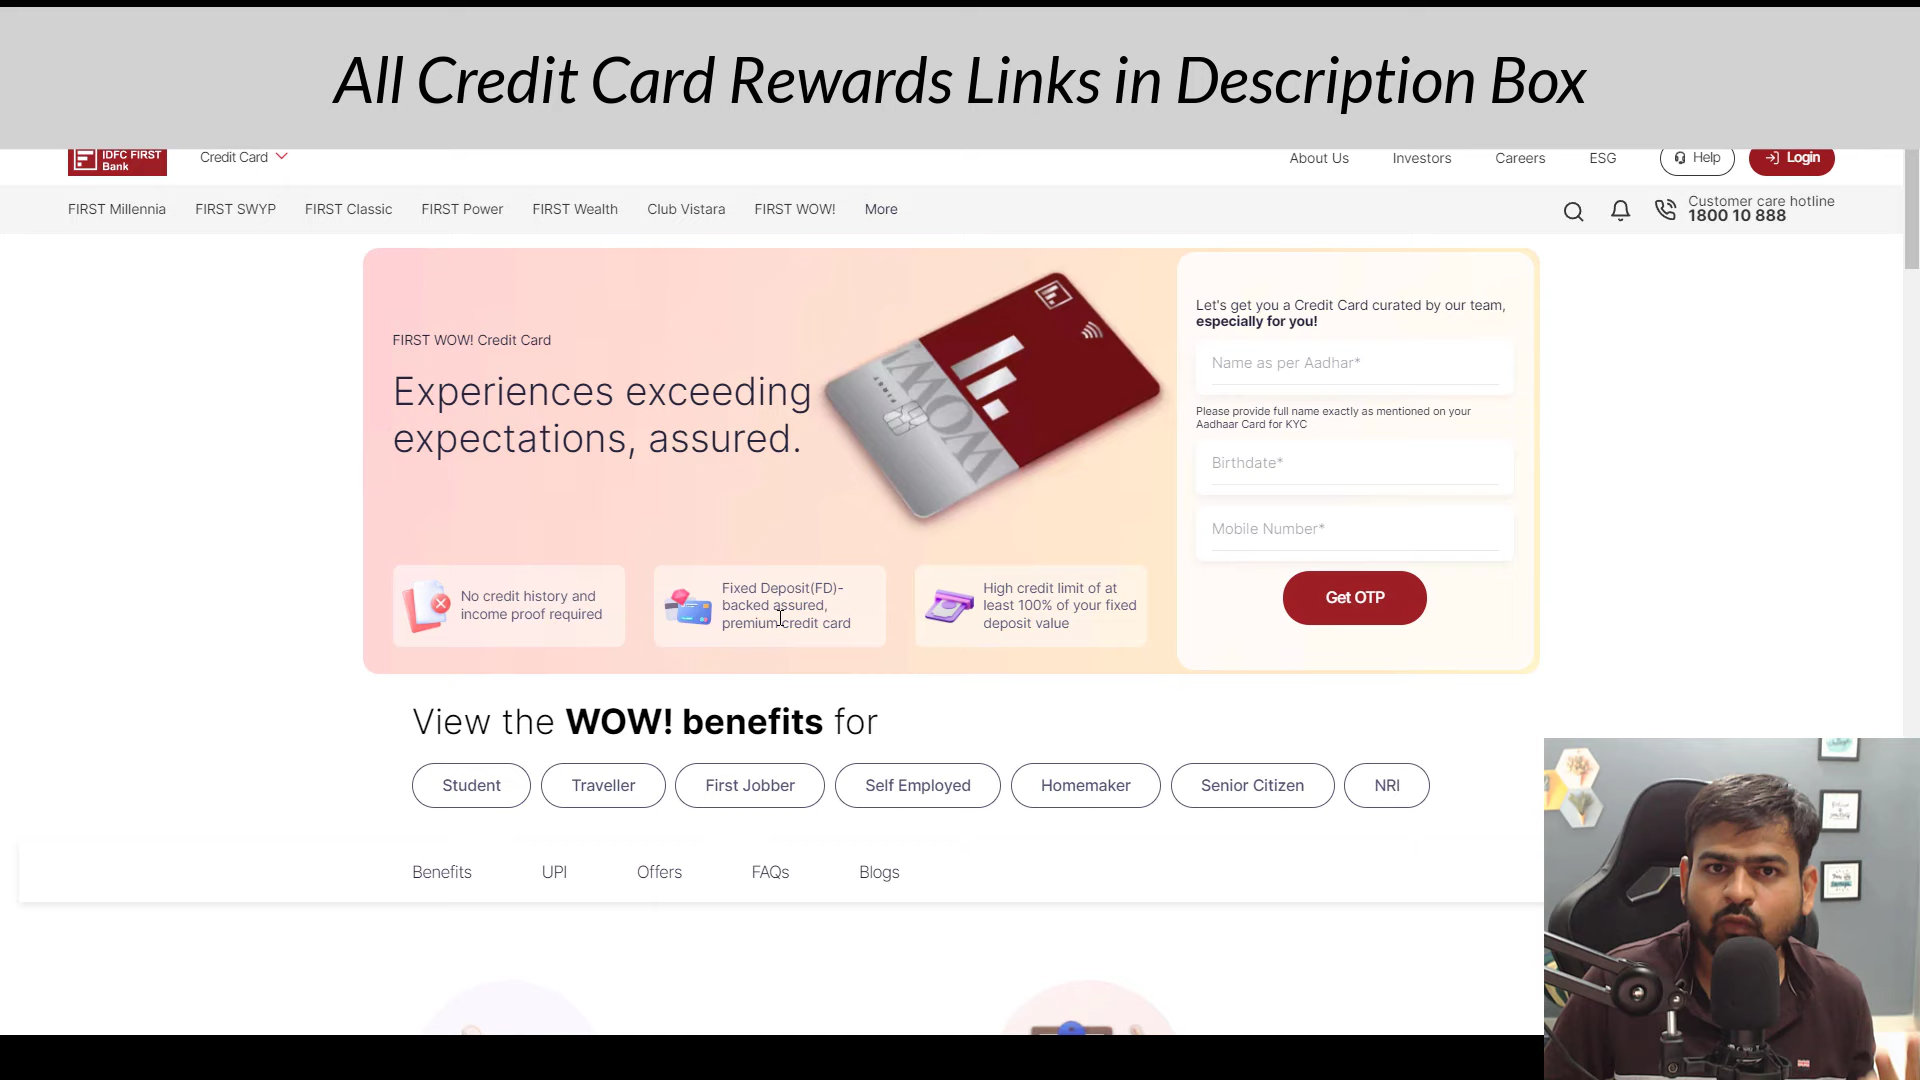 All Credit Card Rewards Links in Description Box
IDFC FIRST
Bank
Credit Card
About Us
Investors
Careers
ESG
Help
Login
FIRST Millennia
FIRST SWYP
FIRST Classic
FIRST Power
FIRST Wealth
Club Vistara
FIRST WOW!
More
Customer care hotline
1800 10 888
FIRST WOW! Credit Card
Experiences exceeding
expectations, assured.
WOW!
FIRST
No credit history and
income proof required
Fixed Deposit(FD)-
backed assured,
premium credit card
High credit limit of at
least 100% of your fixed
deposit value
Let's get you a Credit Card curated by our team,
especially for you!
Name as per Aadhar*
Please provide full name exactly as mentioned on your
Aadhaar Card for KYC
Birthdate*
Mobile Number*
Get OTP
View the WOW! benefits for
Student
Traveller
First Jobber
Self Employed
Homemaker
Senior Citizen
NRI
Benefits
UPI
Offers
FAQs
Blogs